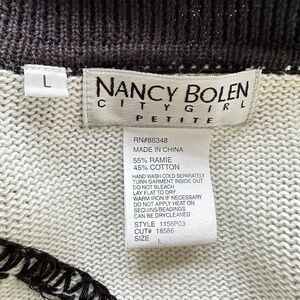 L
NANCY BOLEN
CITY GIRL
PETITE
RN#86348
MADE IN CHINA
55% RAMIE
45% COTTON
HAND WASH COLD SEPARATELY
TURN GARMENT INSIDE OUT
DO NOT BLEACH
LAY FLAT TO DRY
WARM IRON IF NECESSARY
DO NOT APPLY HEAT ON
SEQUINS/BEADINGS
CAN BE DRYCLEANED
STYLE 1156P03
CUT# 18586
SIZE L